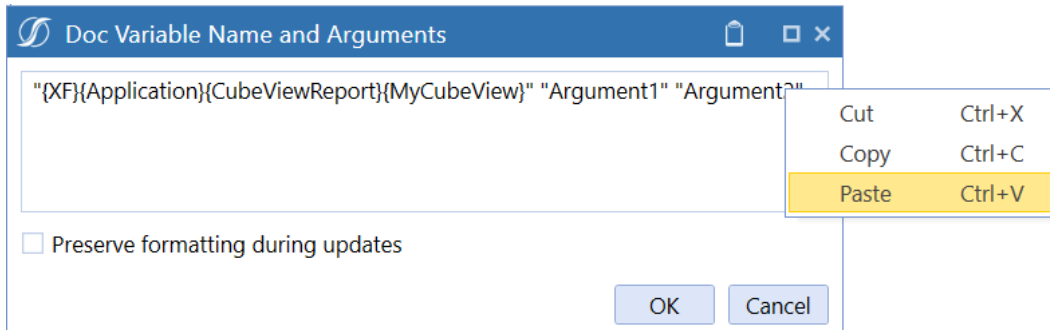 Doc Variable Name and Arguments
"{XF}{Application}{CubeViewReport}{MyCubeView}" "Argument1" "Argument2"
Cut Ctrl+X
Copy Ctrl+C
Paste Ctrl+V
Preserve formatting during updates
OK Cancel